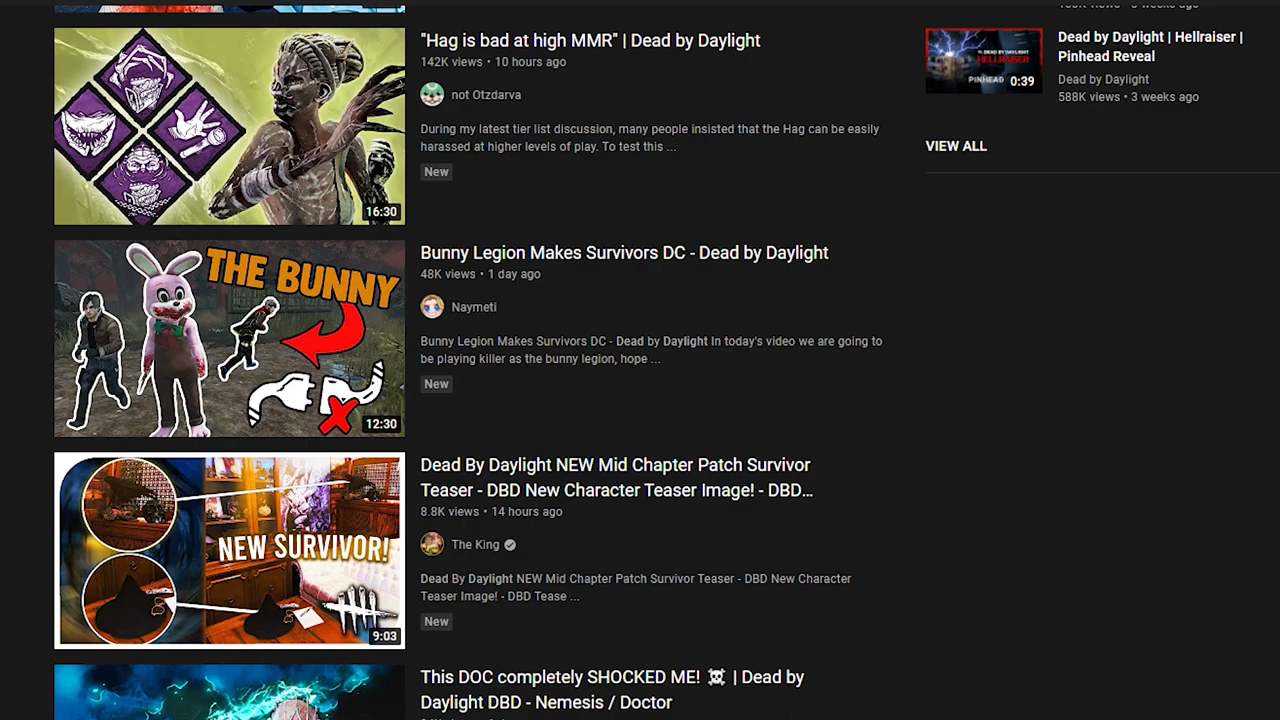 "Hag is bad at high MMR" | Dead by Daylight
142K views • 10 hours ago
not Otzdarva
During my latest tier list discussion, many people insisted that the Hag can be easily
harassed at higher levels of play. To test this ...
New
16:30
THE BUNNY
12:30
Bunny Legion Makes Survivors DC - Dead by Daylight
48K views • 1 day ago
Naymeti
Bunny Legion Makes Survivors DC - Dead by Daylight In today's video we are going to
be playing killer as the bunny legion, hope ...
New
NEW SURVIVOR!
9:03
Dead By Daylight NEW Mid Chapter Patch Survivor
Teaser - DBD New Character Teaser Image! - DBD...
8.8K views • 14 hours ago
The King
Dead By Daylight NEW Mid Chapter Patch Survivor Teaser - DBD New Character
Teaser Image! - DBD Tease ...
New
This DOC completely SHOCKED ME! ☠ | Dead by
Daylight DBD - Nemesis / Doctor
DEAD BY DAYLIGHT
HELLRAISER
PINHEAD
0:39
Dead by Daylight | Hellraiser |
Pinhead Reveal
Dead by Daylight
588K views • 3 weeks ago
VIEW ALL